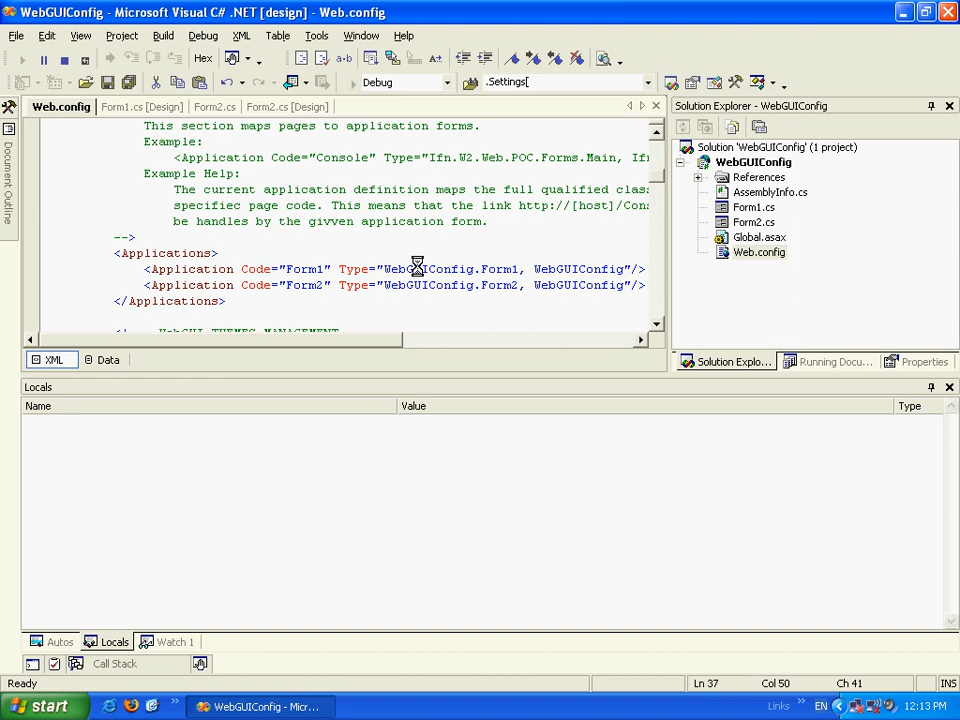 WebGUIConfig - Microsoft Visual C# .NET [design] - Web.config
File Edit View Project Build Debug XML Table Tools Window Help
Hex
Debug .Settings[
Web.config Form1.cs [Design] Form2.cs Form2.cs [Design]
Document Outline
This section maps pages to application forms.
Example:
<Application Code="Console" Type="Ifn.W2.Web.POC.Forms.Main, Ifn
Example Help:
The current application definition maps the full qualified clas
specifiec page code. This means that the link http://[host]/Con
be handles by the givven application form.
-->
<Applications>
<Application Code="Form1" Type="WebGUIConfig.Form1, WebGUIConfig"/>
<Application Code="Form2" Type="WebGUIConfig.Form2, WebGUIConfig"/>
</Applications>
<!-- WebGUI THEMES MANAGEMENT
XML Data
Solution Explorer - WebGUIConfig
Solution 'WebGUIConfig' (1 project)
WebGUIConfig
References
AssemblyInfo.cs
Form1.cs
Form2.cs
Global.asax
Web.config
Solution Explo... Running Docu... Properties
Locals
Name Value Type
Autos Locals Watch 1
Call Stack
Ready Ln 37 Col 50 Ch 41 INS
start WebGUIConfig - Micr... Links EN 12:13 PM